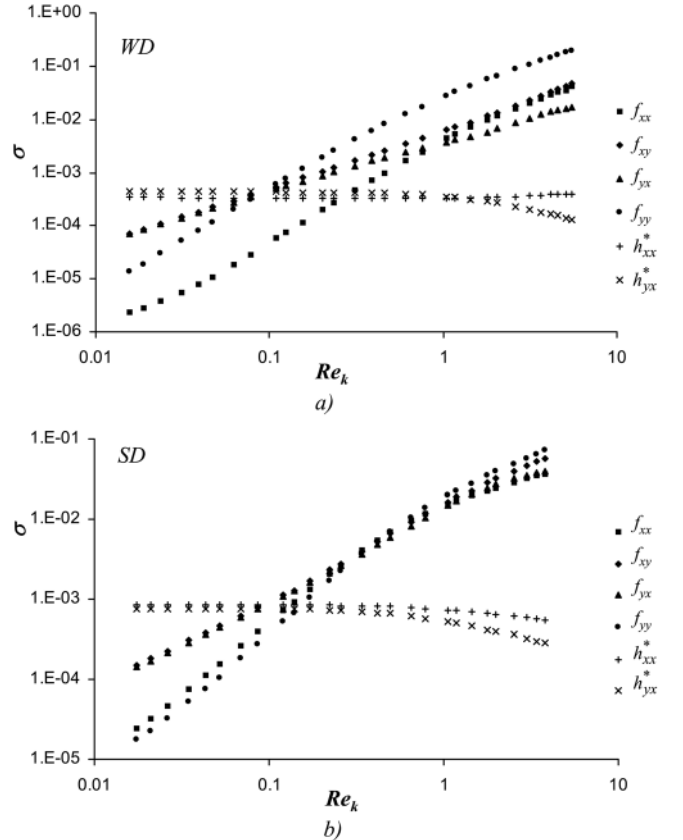 1.E+00
WD
1.E-01
1.E-02
1.E-03
1.E-04
1.E-05
1.E-06
σ
0.01 0.1 1 10
Re_k
f_xx
f_xy
f_yx
f_yy
h*_xx
h*_yx
a)
1.E-01
SD
1.E-02
1.E-03
1.E-04
1.E-05
σ
0.01 0.1 1 10
Re_k
f_xx
f_xy
f_yx
f_yy
h*_xx
h*_yx
b)